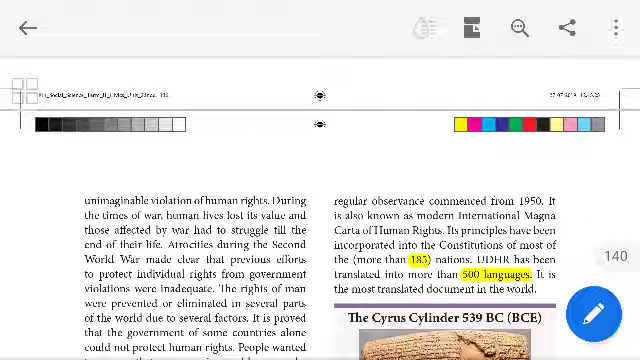 unimaginable violation of human rights. During
the times of war, human lives lost its value and
those affected by war had to struggle till the
end of their life. Atrocities during the Second
World War made clear that previous efforts
to protect individual rights from government
violations were inadequate. The rights of man
were prevented or eliminated in several parts
of the world due to several factors. It is proved
that the government of some countries alone
could not protect human rights. People wanted
regular observance commenced from 1950. It
is also known as modern International Magna
Carta of Human Rights. Its principles have been
incorporated into the Constitutions of most of
the (more than 185) nations. UDHR has been
translated into more than 500 languages. It is
the most translated document in the world.
The Cyrus Cylinder 539 BC (BCE)
140